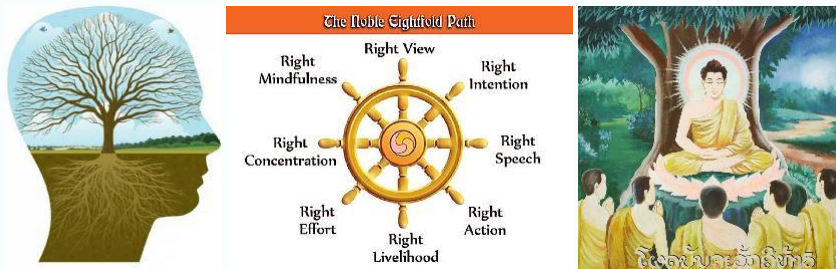 The Noble Eightfold Path
Right View
Right
Intention
Right
Speech
Right
Action
Right
Livelihood
Right
Effort
Right
Concentration
Right
Mindfulness